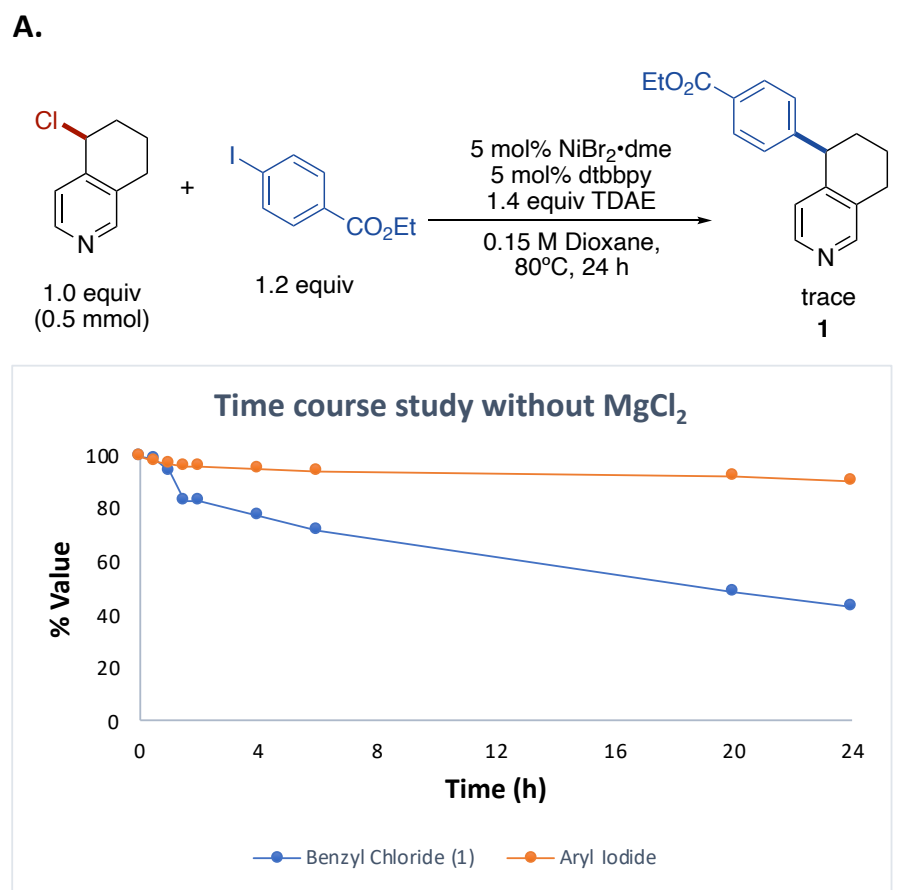 A.
EtO₂C
Cl
I
+
CO₂Et
N
N
5 mol% NiBr₂•dme
5 mol% dtbbpy
1.4 equiv TDAE
0.15 M Dioxane,
80ºC, 24 h
1.0 equiv
(0.5 mmol)
1.2 equiv
trace
1
Time course study without MgCl₂
% Value
100
80
60
40
20
0
0 4 8 12 16 20 24
Time (h)
Benzyl Chloride (1) Aryl Iodide